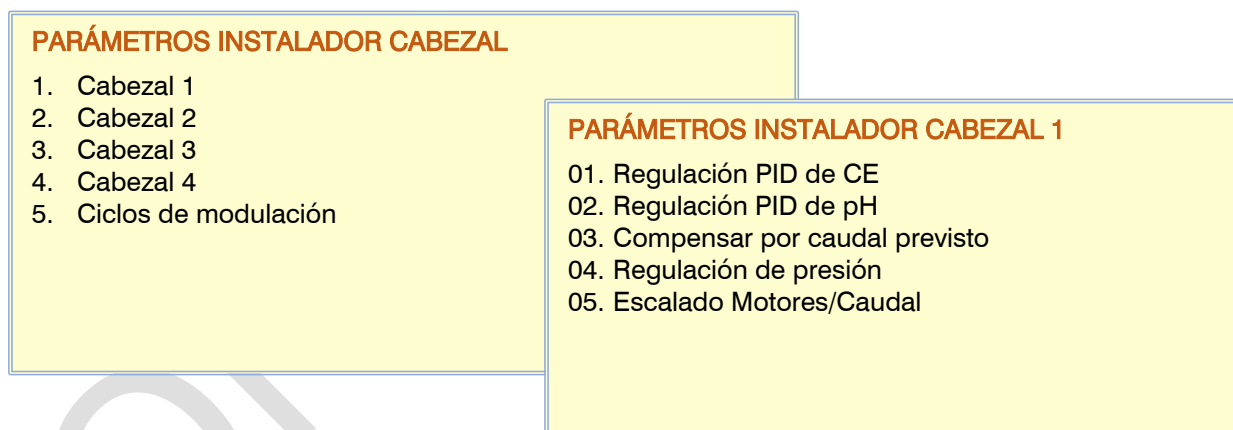 PARÁMETROS INSTALADOR CABEZAL
1. Cabezal 1
2. Cabezal 2
3. Cabezal 3
4. Cabezal 4
5. Ciclos de modulación
PARÁMETROS INSTALADOR CABEZAL 1
01. Regulación PID de CE
02. Regulación PID de pH
03. Compensar por caudal previsto
04. Regulación de presión
05. Escalado Motores/Caudal